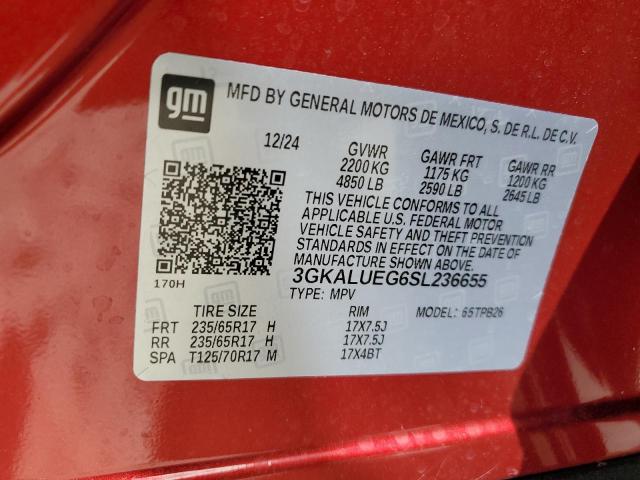 gm
MFD BY GENERAL MOTORS DE MEXICO, S. DE R.L. DE C.V.
12/24 GVWR GAWR FRT GAWR RR
2200 KG 1175 KG 1200 KG
4850 LB 2590 LB 2645 LB
THIS VEHICLE CONFORMS TO ALL
APPLICABLE U.S. FEDERAL MOTOR
VEHICLE SAFETY AND THEFT PREVENTION
STANDARDS IN EFFECT ON THE DATE OF
MANUFACTURE SHOWN ABOVE.
3GKALUEG6SL236655
170H
TYPE: MPV MODEL: 65TPB26
TIRE SIZE RIM
FRT 235/65R17 H 17X7.5J
RR 235/65R17 H 17X7.5J
SPA T125/70R17 M 17X4BT